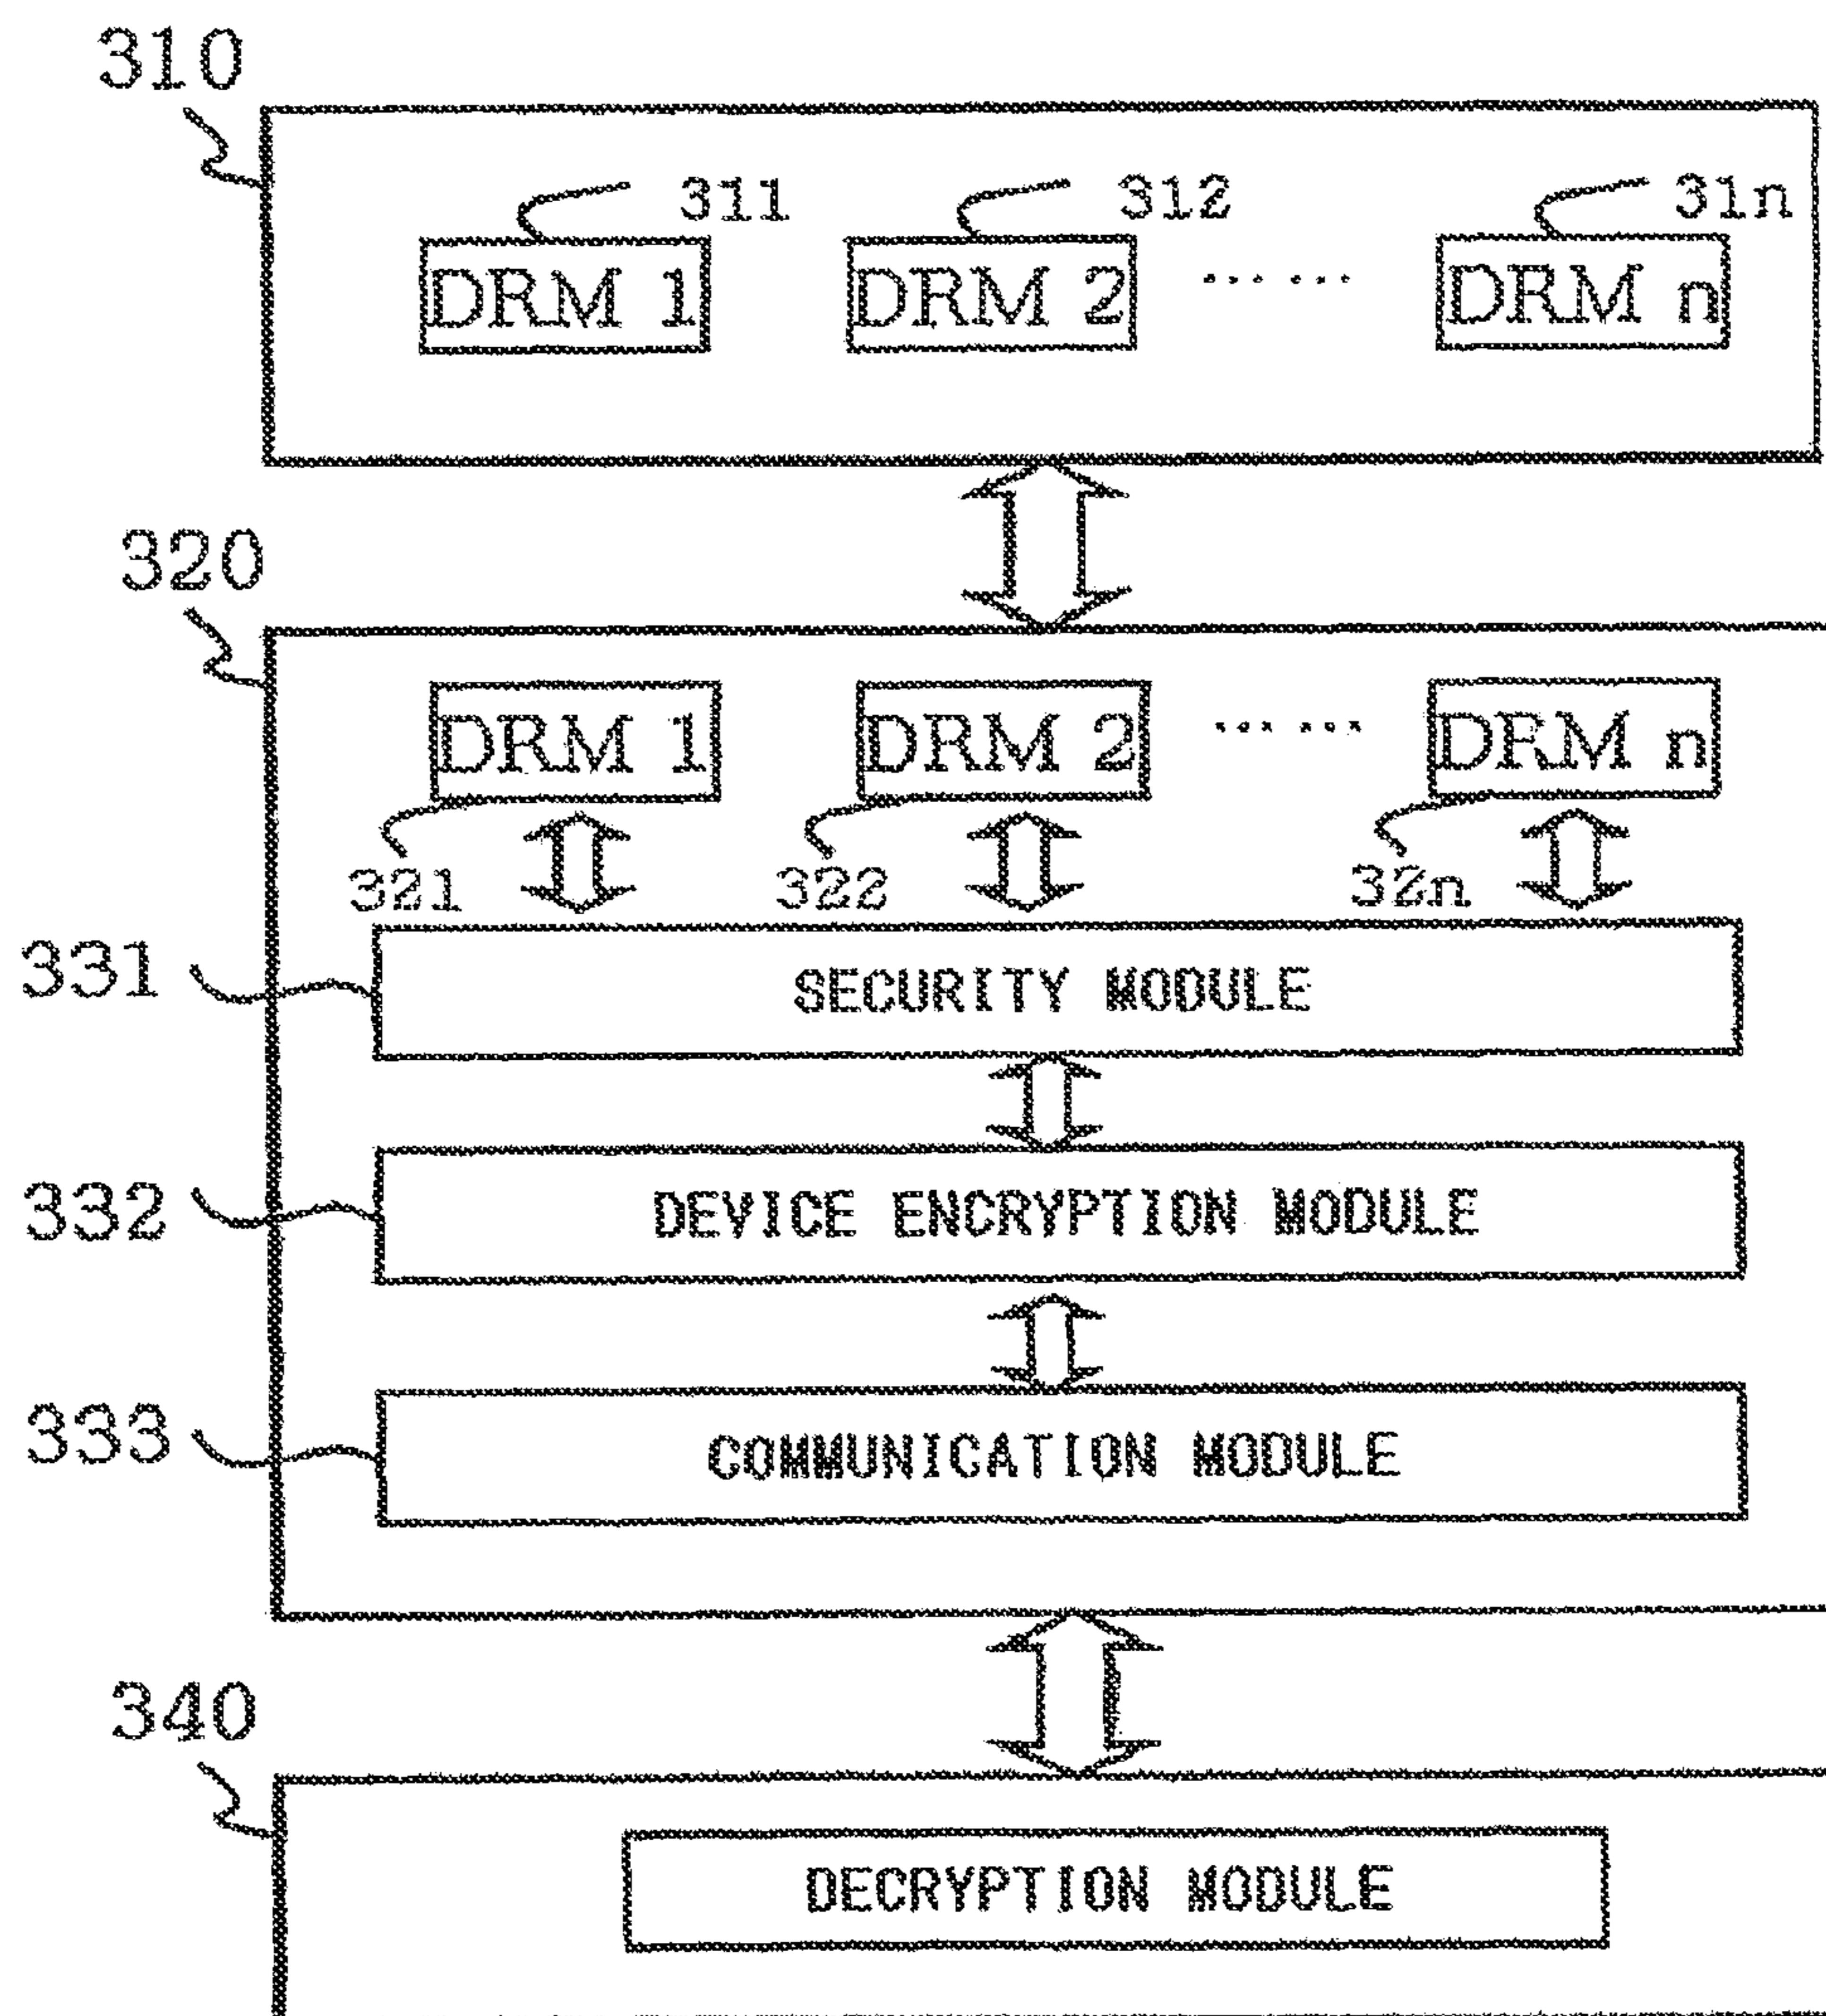 310
311 312 31n
DRM 1 DRM 2 ...... DRM n
320
DRM 1 DRM 2 ...... DRM n
321 322 32n
331 SECURITY MODULE
332 DEVICE ENCRYPTION MODULE
333 COMMUNICATION MODULE
340
DECRYPTION MODULE